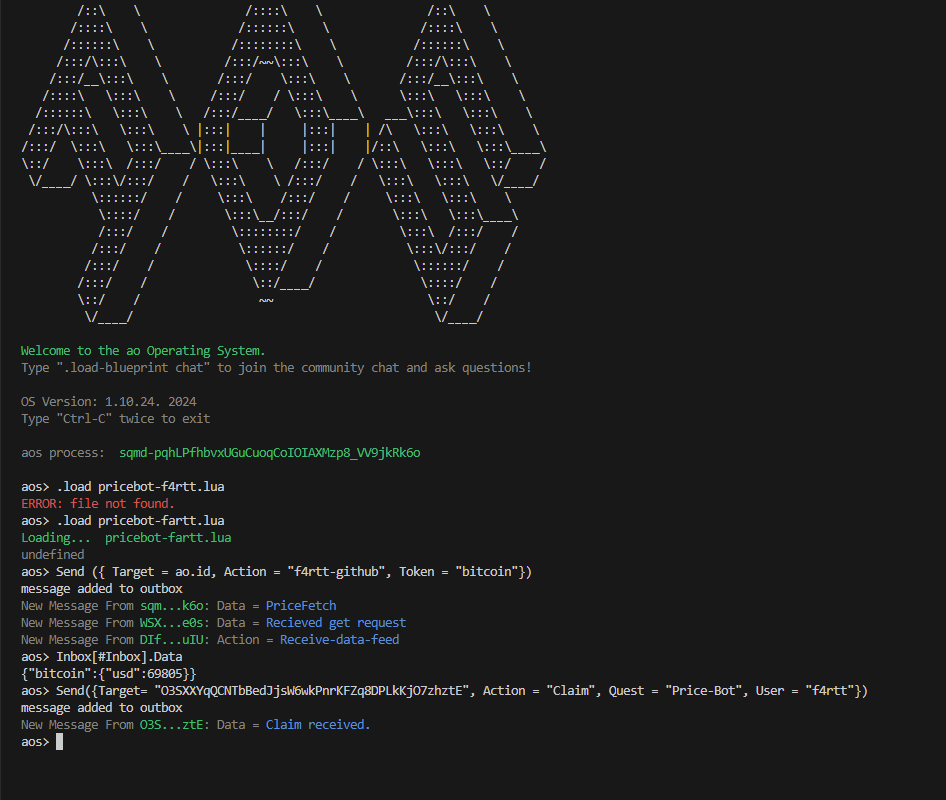 Welcome to the ao Operating System.
Type ".load-blueprint chat" to join the community chat and ask questions!
OS Version: 1.10.24. 2024
Type "Ctrl-C" twice to exit
aos process:  sqmd-pqhLPfhbvxUGuCuoqCoIOIAXMzp8_VV9jkRk6o
aos> .load pricebot-f4rtt.lua
ERROR: file not found.
aos> .load pricebot-fartt.lua
Loading...  pricebot-fartt.lua
undefined
aos> Send ({ Target = ao.id, Action = "f4rtt-github", Token = "bitcoin"})
message added to outbox
New Message From sqm...k6o: Data = PriceFetch
New Message From WSX...e0s: Data = Recieved get request
New Message From DIf...uIU: Action = Receive-data-feed
aos> Inbox[#Inbox].Data
{"bitcoin":{"usd":69805}}
aos> Send({Target= "O3SXXYqQCNTbBedJjsW6wkPnrKFZq8DPLkKjO7zhztE", Action = "Claim", Quest = "Price-Bot", User = "f4rtt"})
message added to outbox
New Message From O3S...ztE: Data = Claim received.
aos>